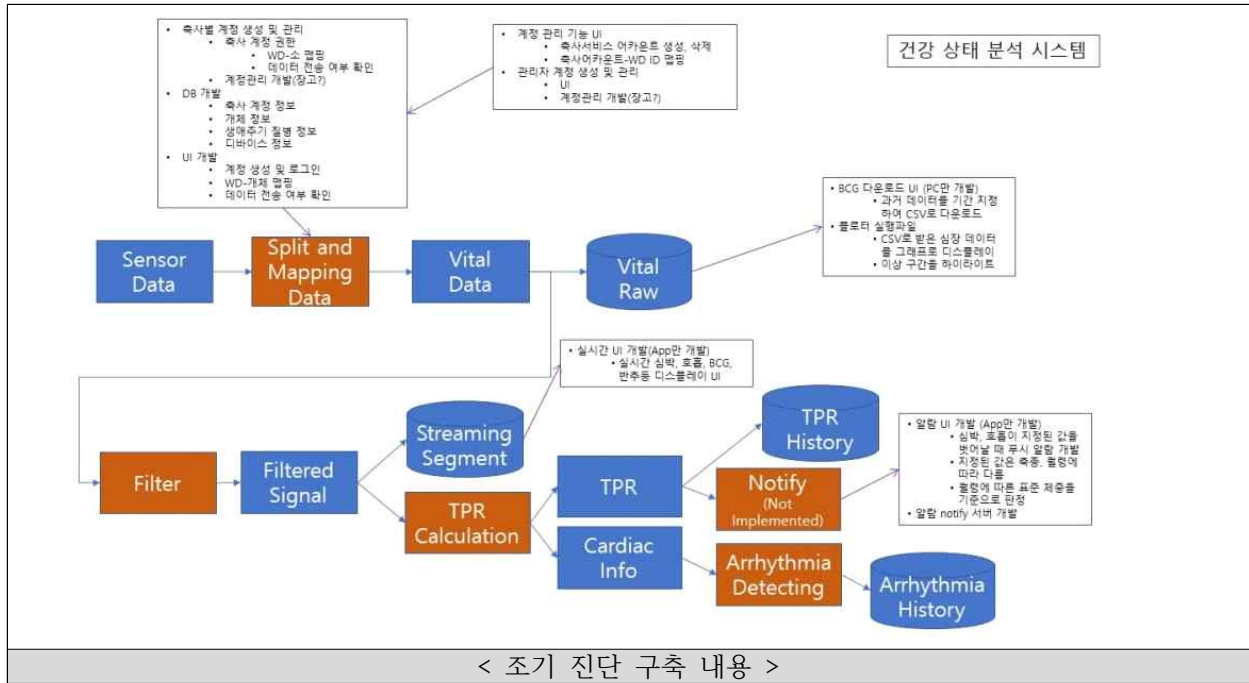 • 축사별 계정 생성 및 관리
• 축사 계정 권한
• WD-소 맵핑
• 데이터 전송 여부 확인
• 계정관리 개발(장고?)
• DB 개발
• 축사 계정 정보
• 개체 정보
• 생애주기 질병 정보
• 디바이스 정보
• UI 개발
• 계정 생성 및 로그인
• WD-개체 맵핑
• 데이터 전송 여부 확인
• 계정 관리 기능 UI
• 축사서비스 어카운트 생성, 삭제
• 축사어카운트-WD ID 맵핑
• 관리자 계정 생성 및 관리
• UI
• 계정관리 개발(장고?)
건강 상태 분석 시스템
• BCG 다운로드 UI (PC만 개발)
• 과거 데이터를 기간 지정
하여 CSV로 다운로드
• 플로터 실행파일
• CSV로 받은 심장 데이터
를 그래프로 디스플레이
• 이상 구간을 하이라이트
Sensor
Data
Split and
Mapping
Data
Vital
Data
Vital
Raw
• 실시간 UI 개발(App만 개발)
• 실시간 심박, 호흡, BCG,
반추등 디스플레이 UI
Filter
Filtered
Signal
Streaming
Segment
TPR
Calculation
TPR
Cardiac
Info
TPR
History
Notify
(Not
Implemented)
Arrhythmia
Detecting
Arrhythmia
History
• 알람 UI 개발 (App만 개발)
• 심박, 호흡이 지정된 값을
벗어날 때 푸시 알람 개발
• 지정된 값은 축종, 월령에
따라 다름
• 월령에 따른 표준 체중을
기준으로 판정
• 알람 notify 서버 개발
< 조기 진단 구축 내용 >